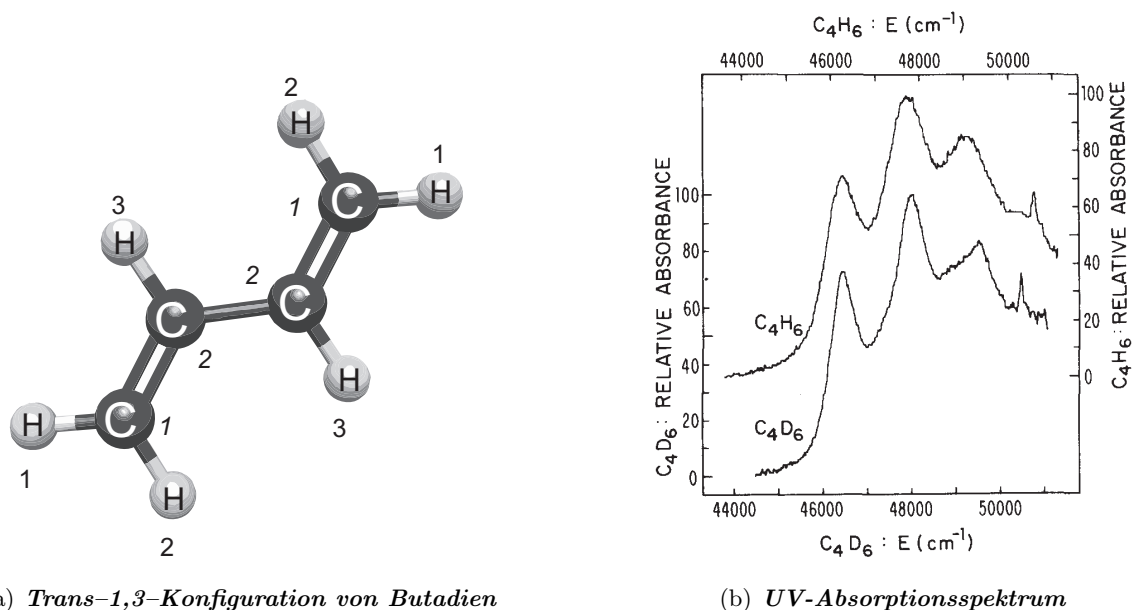 2
H
1
H
C
1
3
H
2
C
C
2
H
3
C
1
H
1
H
2
) Trans–1,3–Konfiguration von Butadien
C₄H₆ : E (cm⁻¹)
44000 46000 48000 50000
C₄D₆ : RELATIVE ABSORBANCE
100
80
60
40
20
0
C₄H₆
C₄D₆
100
80
60
40
20
0
C₄H₆ : RELATIVE ABSORBANCE
44000 46000 48000 50000
C₄D₆ : E (cm⁻¹)
(b) UV-Absorptionsspektrum